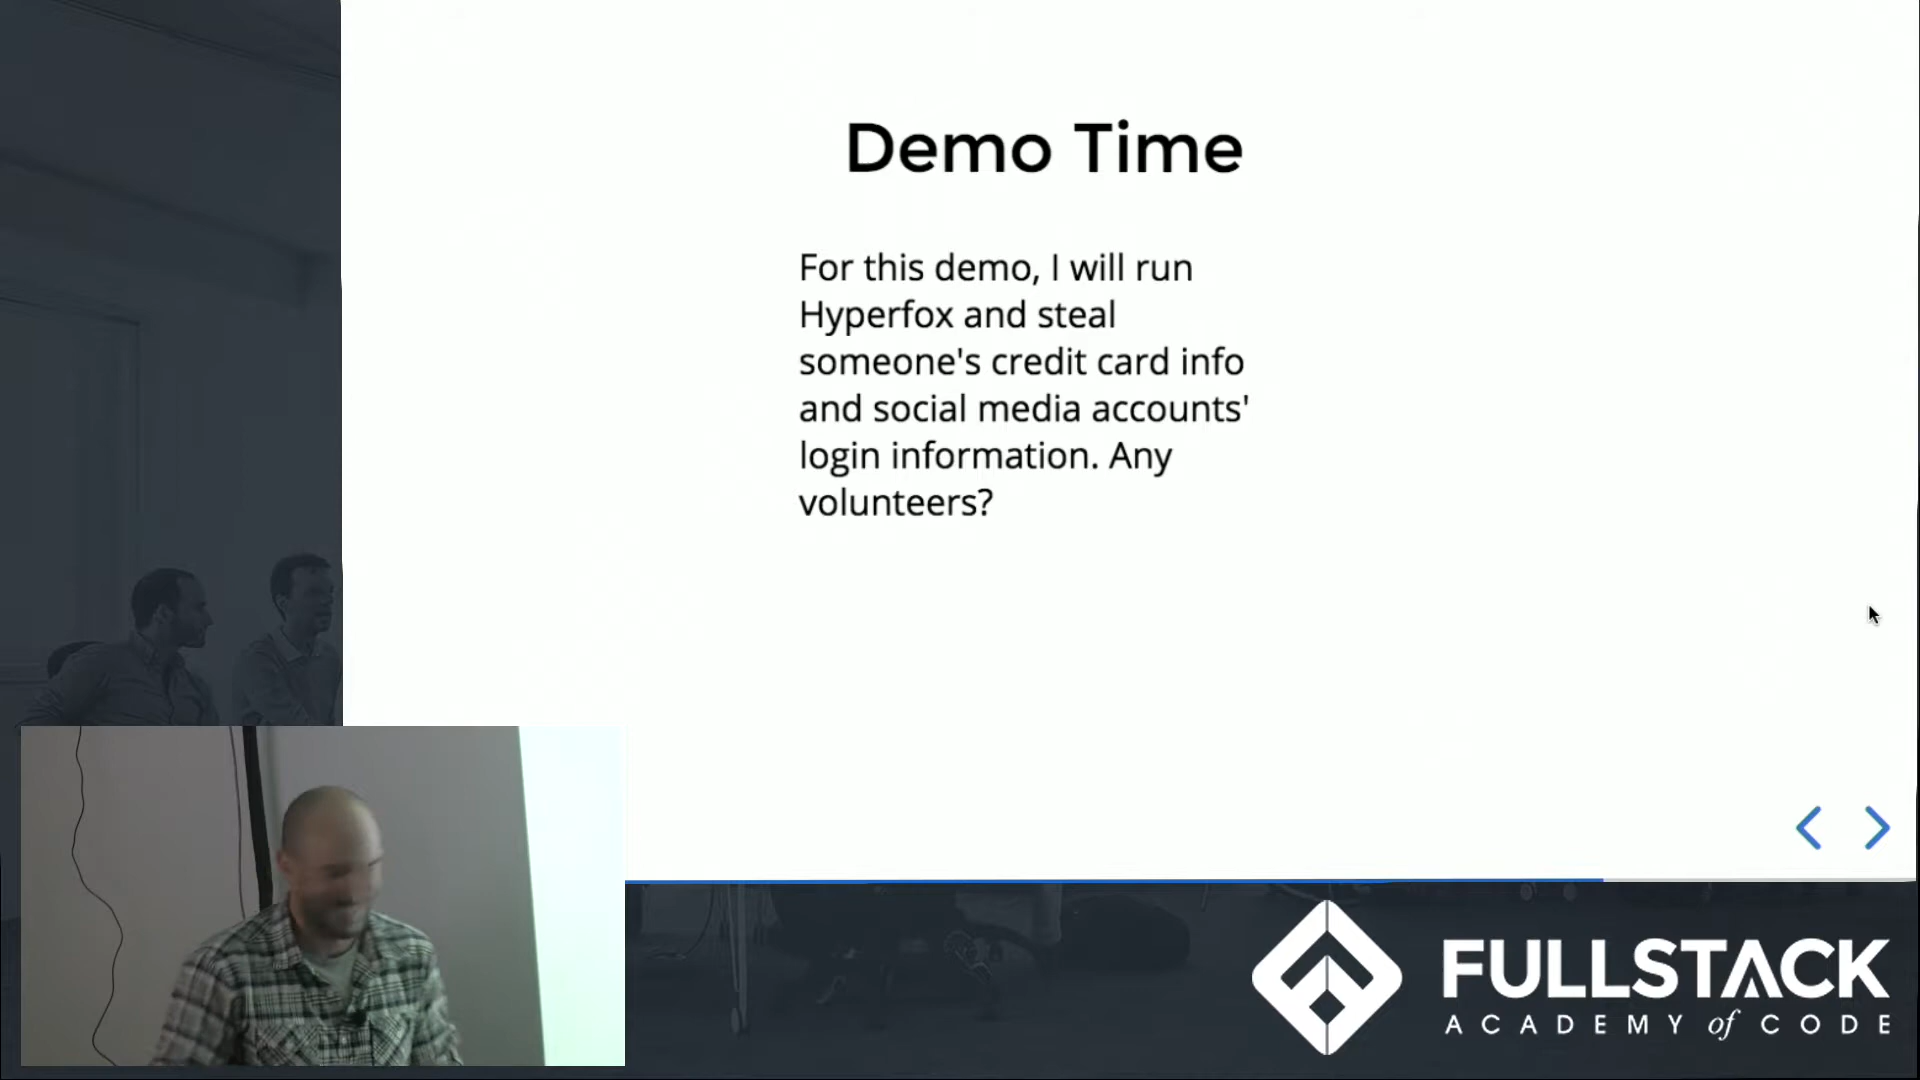 Demo Time
For this demo, I will run
Hyperfox and steal
someone's credit card info
and social media accounts'
login information. Any
volunteers?
FULLSTACK
ACADEMY of CODE